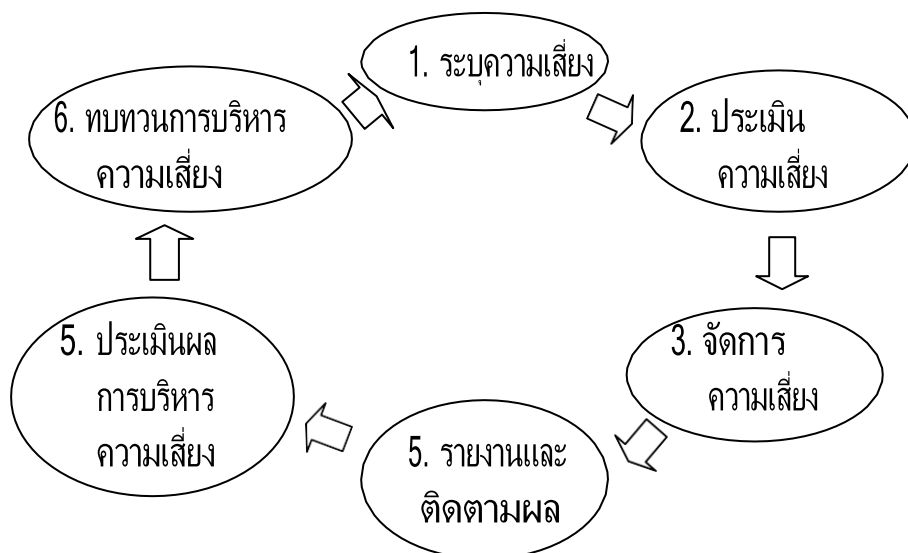 1. ระบุความเสี่ยง
2. ประเมิน
ความเสี่ยง
3. จัดการ
ความเสี่ยง
5. รายงานและ
ติดตามผล
5. ประเมินผล
การบริหาร
ความเสี่ยง
6. ทบทวนการบริหาร
ความเสี่ยง